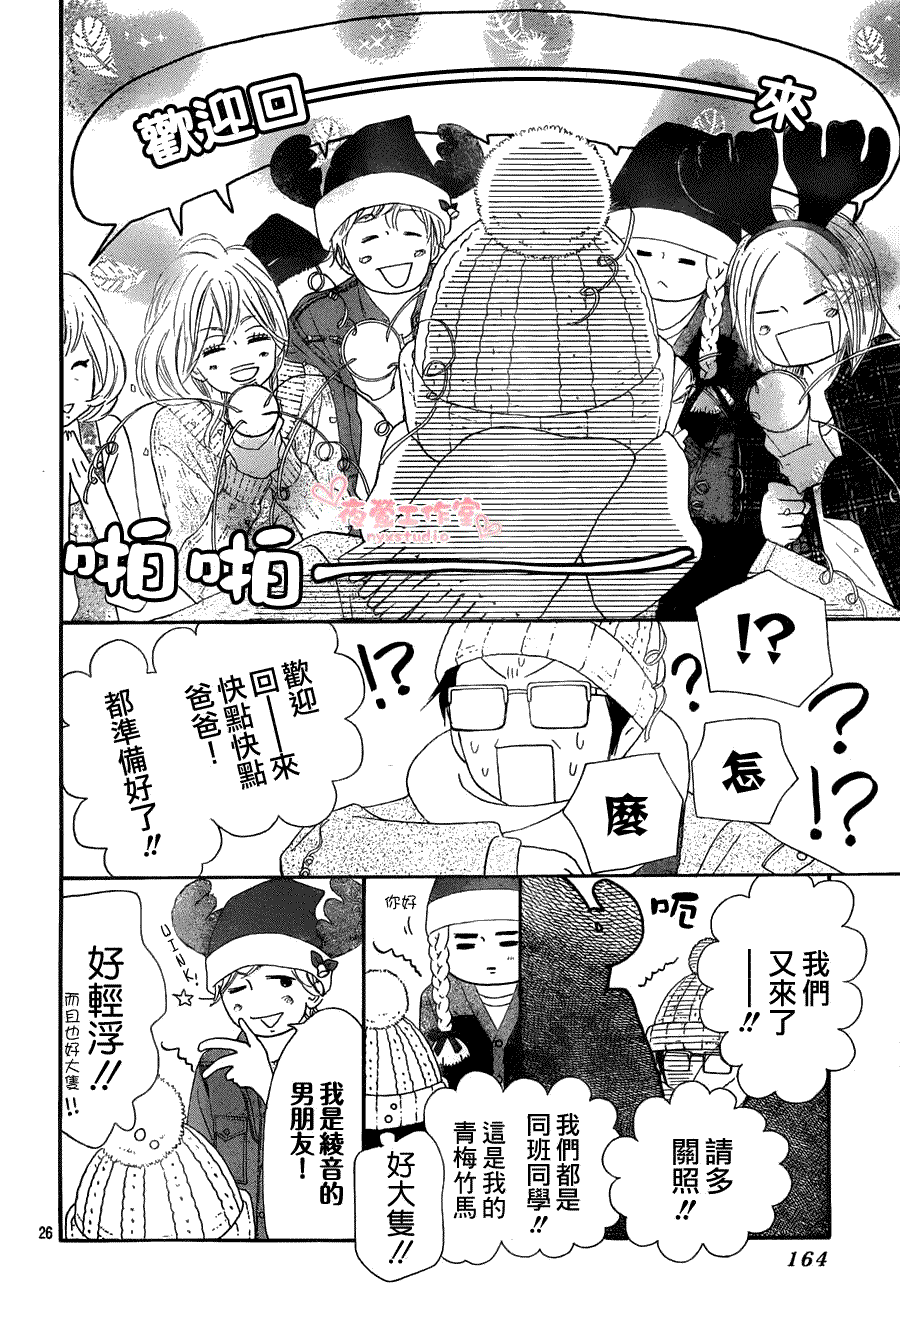 歡迎回——來
啪啪——
夜鶯工作室
nyxstudio
!?
怎
麼
!?
?
!?
歡迎
回——來
快點快點
爸爸！
都準備好了!!
我們
又來了
——!!
呃
請多
關照!!
我們都是
同班同學!!
這是我的
青梅竹馬
你好
好大隻!!
WINK!
我是綾音的
男朋友！
好輕浮!!
而且也好大隻!!
26
164